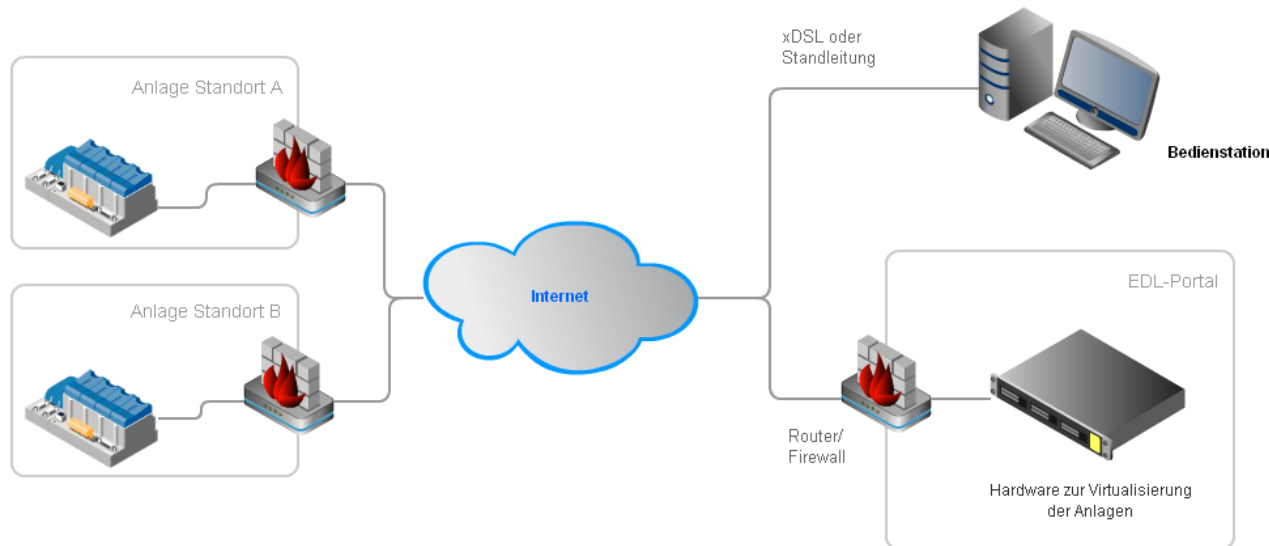 xDSL oder
Standleitung
Anlage Standort A
Bedienstation
Internet
EDL-Portal
Anlage Standort B
Router/
Firewall
Hardware zur Virtualisierung
der Anlagen